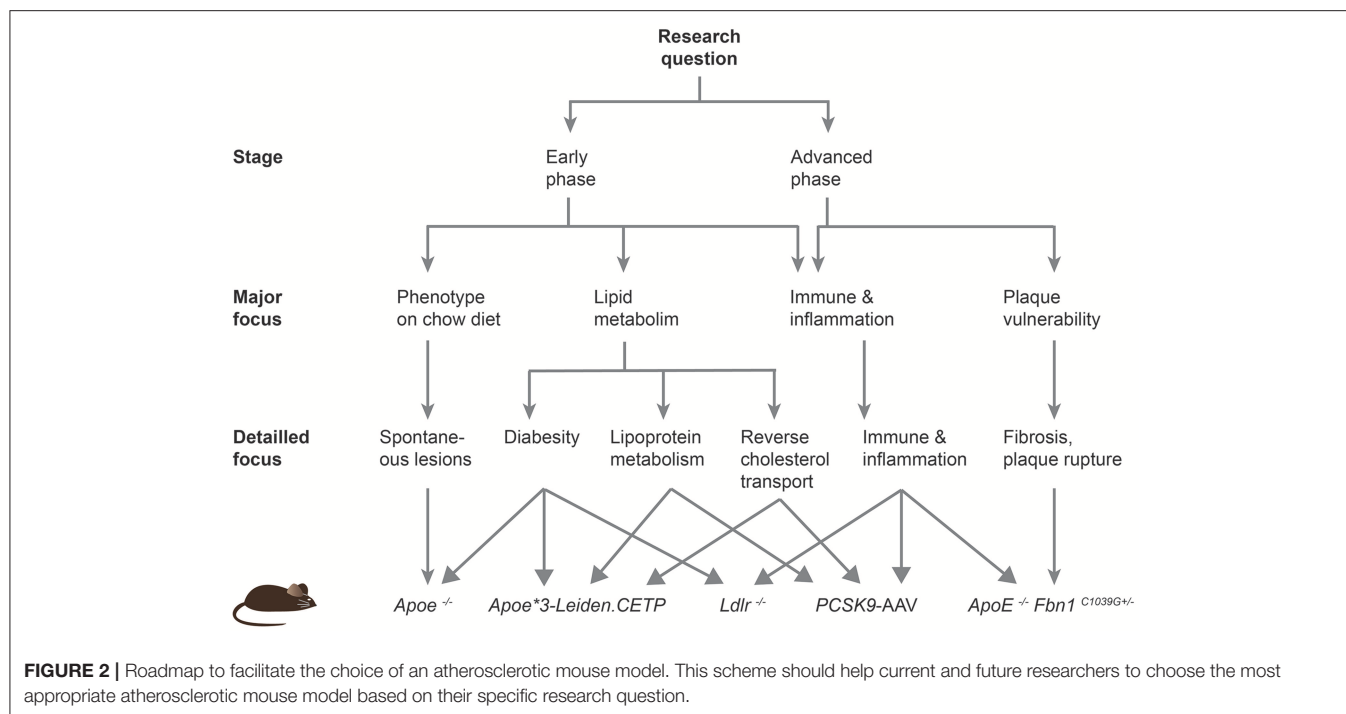 Research
question
Stage
Early
phase
Advanced
phase
Major
focus
Phenotype
on chow diet
Lipid
metabolim
Immune &
inflammation
Plaque
vulnerability
Detailled
focus
Spontane-
ous lesions
Diabesity
Lipoprotein
metabolism
Reverse
cholesterol
transport
Immune &
inflammation
Fibrosis,
plaque rupture
Apoe -/-
Apoe*3-Leiden.CETP
Ldlr -/-
PCSK9-AAV
ApoE -/- Fbn1 C1039G+/-
FIGURE 2 | Roadmap to facilitate the choice of an atherosclerotic mouse model. This scheme should help current and future researchers to choose the most
appropriate atherosclerotic mouse model based on their specific research question.